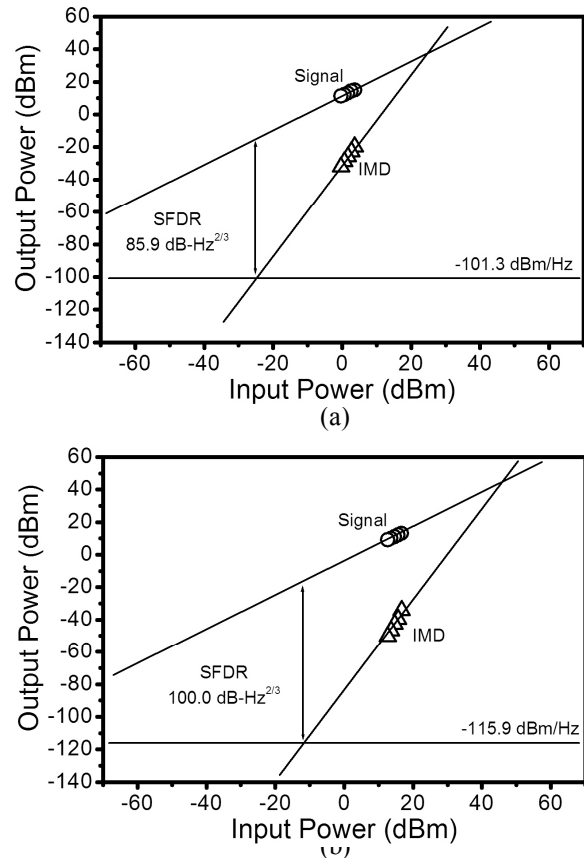 60
40
20
0
-20
-40
-60
-80
-100
-120
-140
Output Power (dBm)
Signal
IMD
SFDR
85.9 dB-Hz^{2/3}
-101.3 dBm/Hz
-60 -40 -20 0 20 40 60
Input Power (dBm)
(a)
60
40
20
0
-20
-40
-60
-80
-100
-120
-140
Output Power (dBm)
Signal
IMD
SFDR
100.0 dB-Hz^{2/3}
-115.9 dBm/Hz
-60 -40 -20 0 20 40 60
Input Power (dBm)
(b)